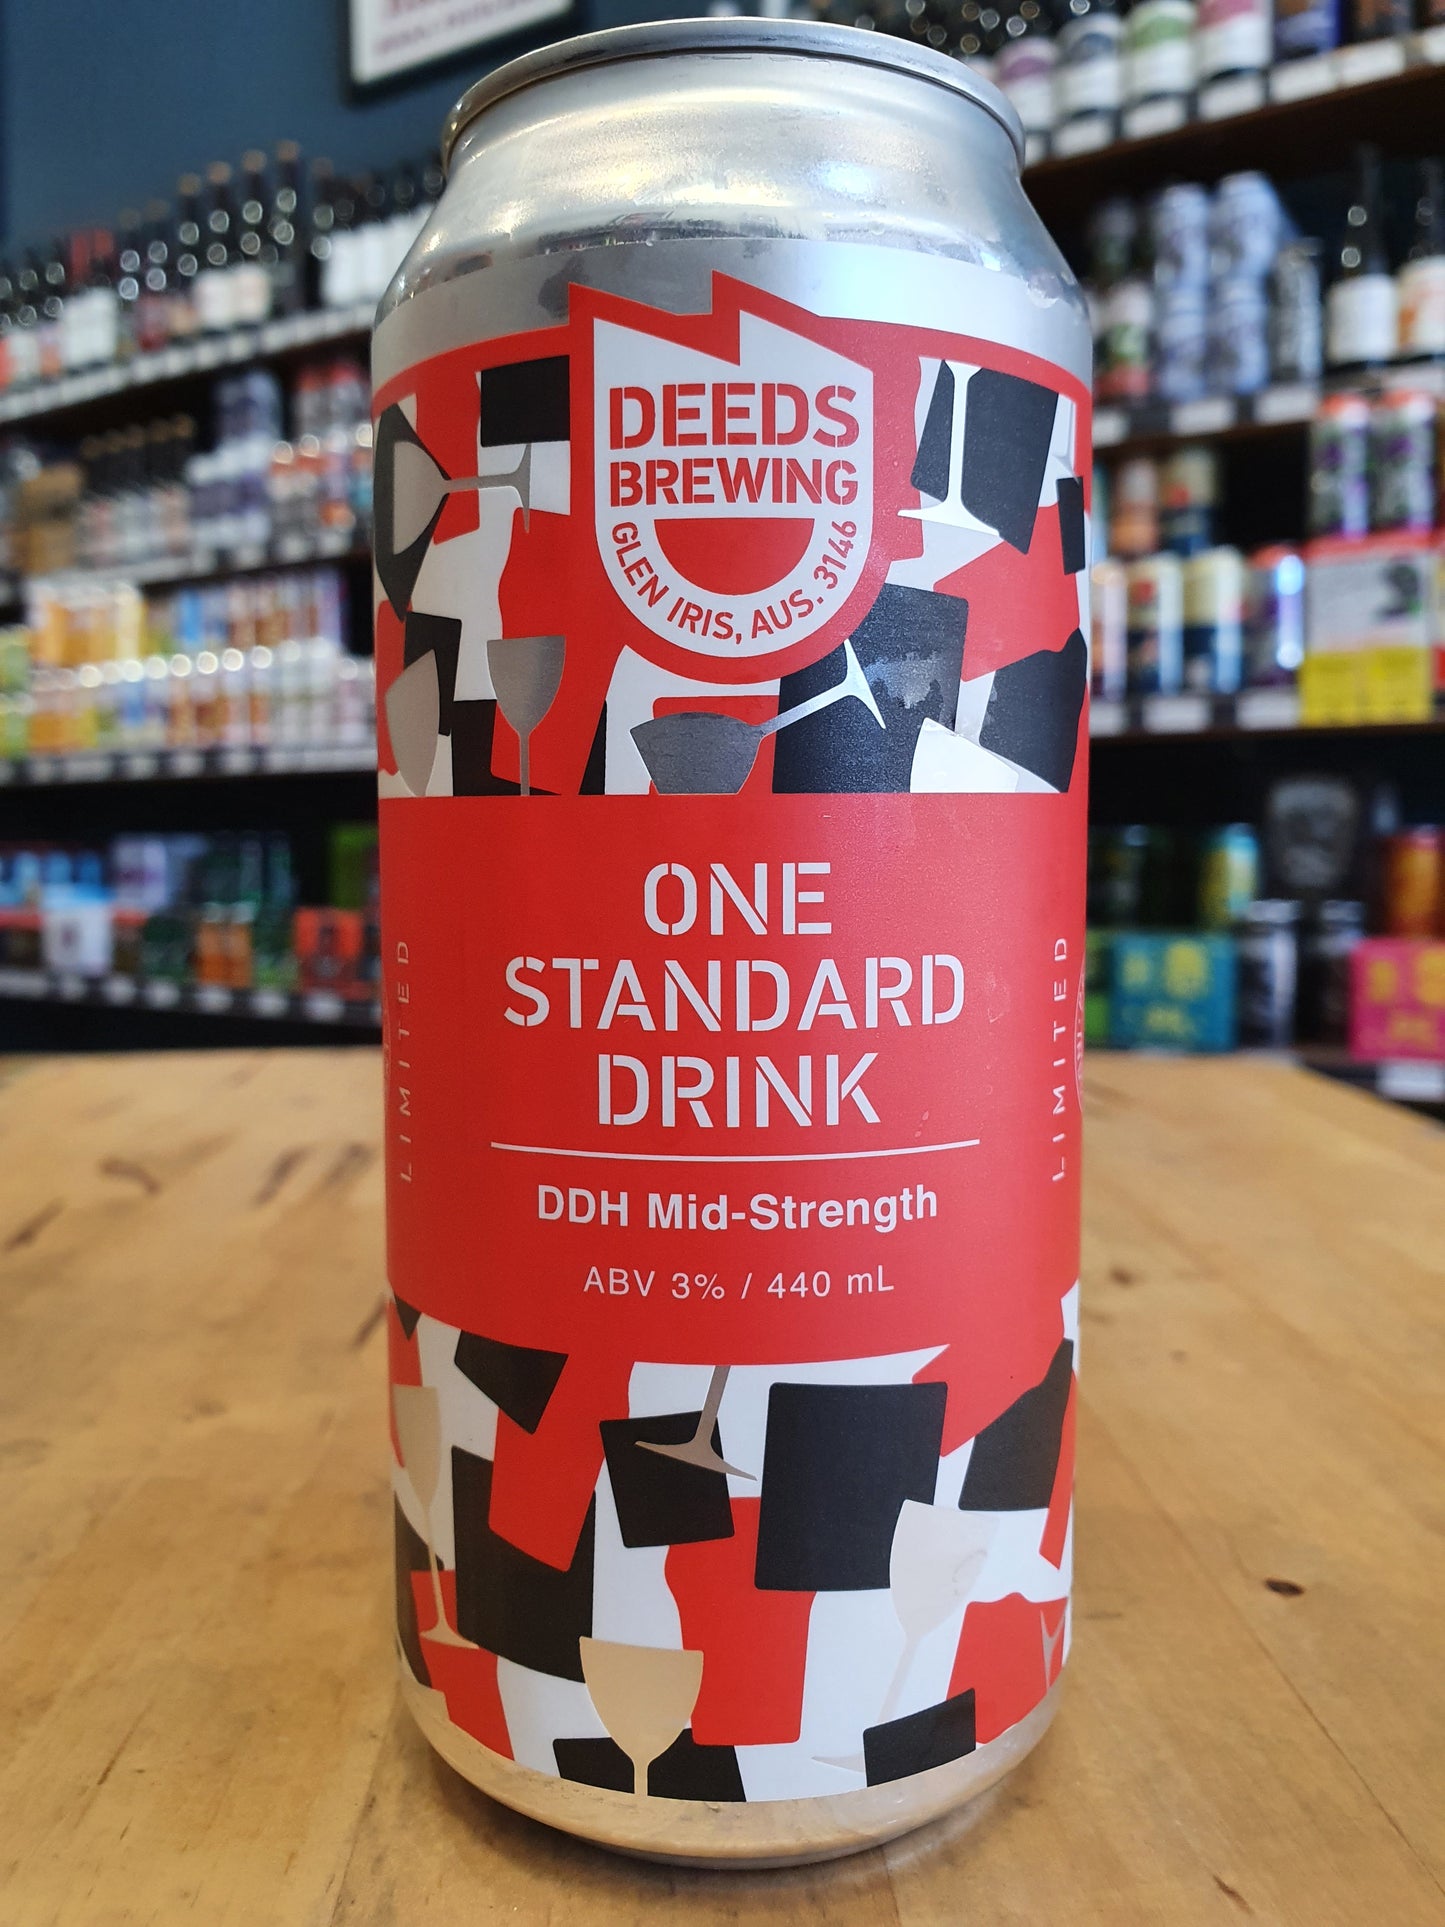 DEEDS
BREWING
GLEN IRIS, AUS. 3146
ONE
STANDARD
DRINK
LIMITED
LIMITED
DDH Mid-Strength
ABV 3% / 440 mL